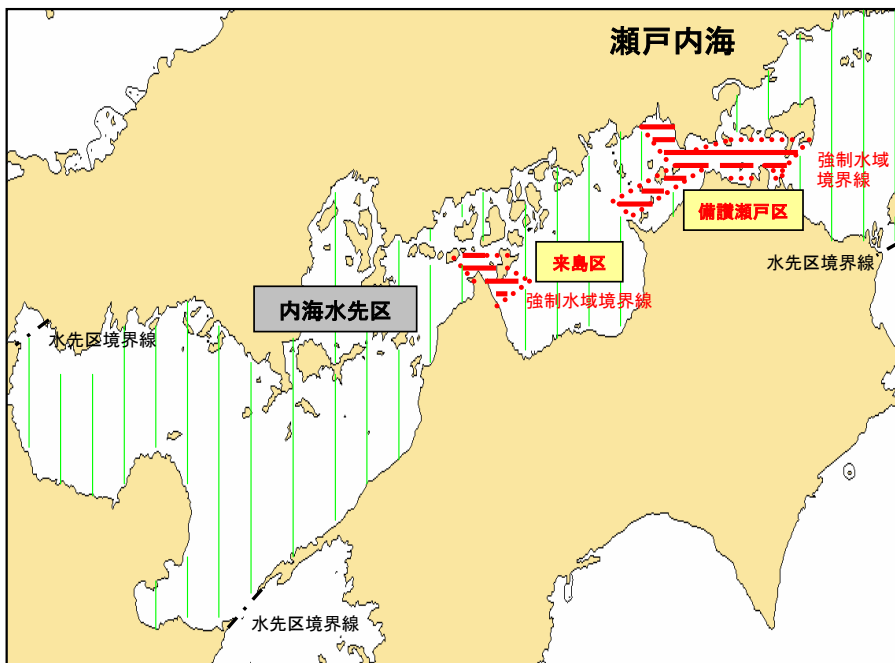 瀬戸内海
強制水域
境界線
備讃瀬戸区
来島区
水先区境界線
強制水域境界線
内海水先区
水先区境界線
水先区境界線